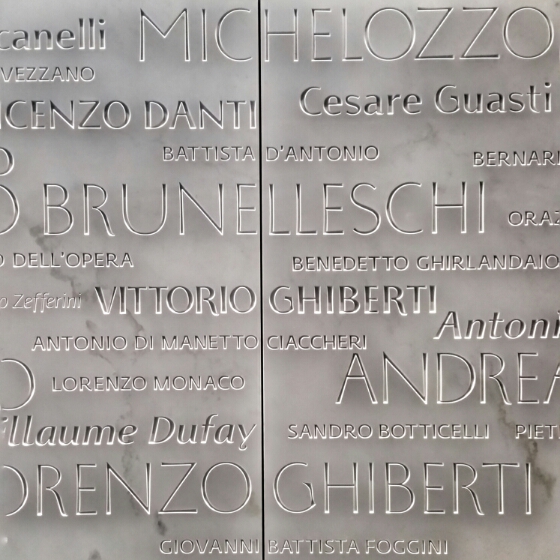 canelli MICHELOZZO
VEZZANO
CENZO DANTI Cesare Guasti
BATTISTA D'ANTONIO BERNAR
O BRUNELLESCHI ORAZ
O DELL'OPERA BENEDETTO GHIRLANDAIO
o Zefferini VITTORIO GHIBERTI
Antoni
ANTONIO DI MANETTO CIACCHERI
LORENZO MONACO ANDREA
illaume Dufay SANDRO BOTTICELLI PIET
ORENZO GHIBERTI
GIOVANNI BATTISTA FOGGINI